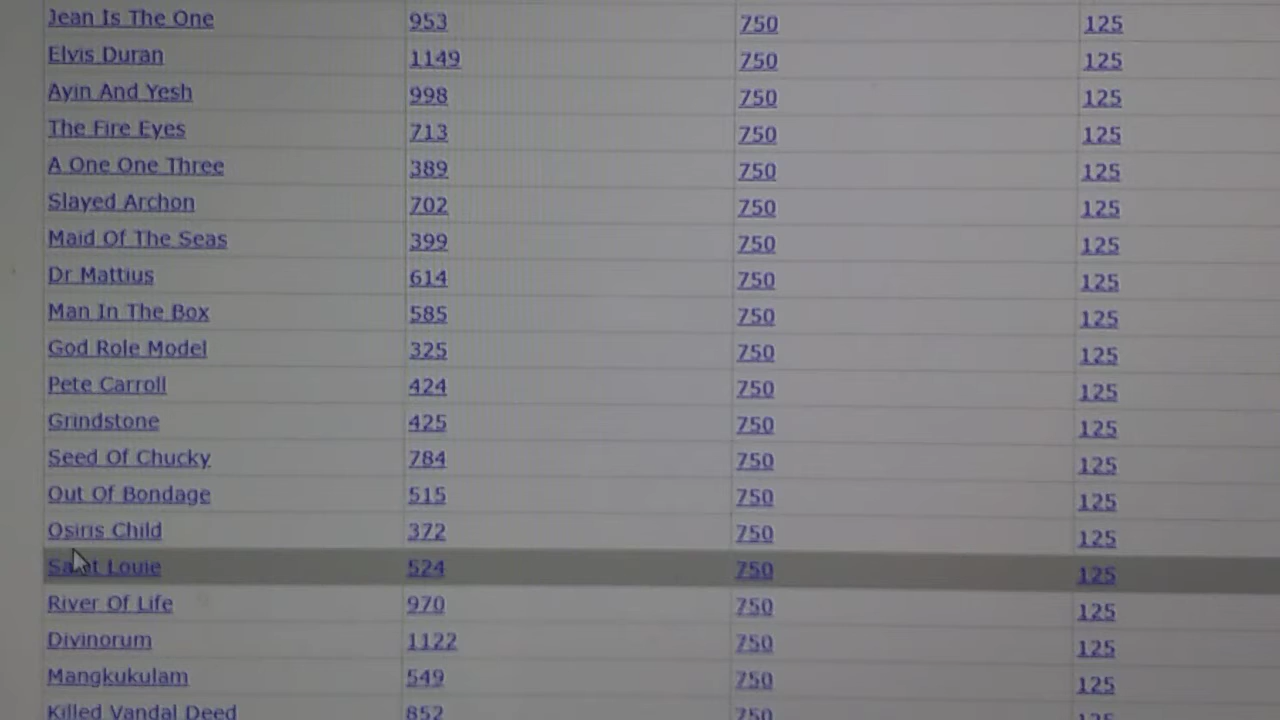 Jean Is The One 953 750 125
Elvis Duran 1149 750 125
Ayin And Yesh 998 750 125
The Fire Eyes 713 750 125
A One One Three 389 750 125
Slayed Archon 702 750 125
Maid Of The Seas 399 750 125
Dr Mattius 614 750 125
Man In The Box 585 750 125
God Role Model 325 750 125
Pete Carroll 424 750 125
Grindstone 425 750 125
Seed Of Chucky 784 750 125
Out Of Bondage 515 750 125
Osiris Child 372 750 125
Saint Louie 524 750 125
River Of Life 970 750 125
Divinorum 1122 750 125
Mangkukulam 549 750 125
Killed Vandal Deed 852 750 125